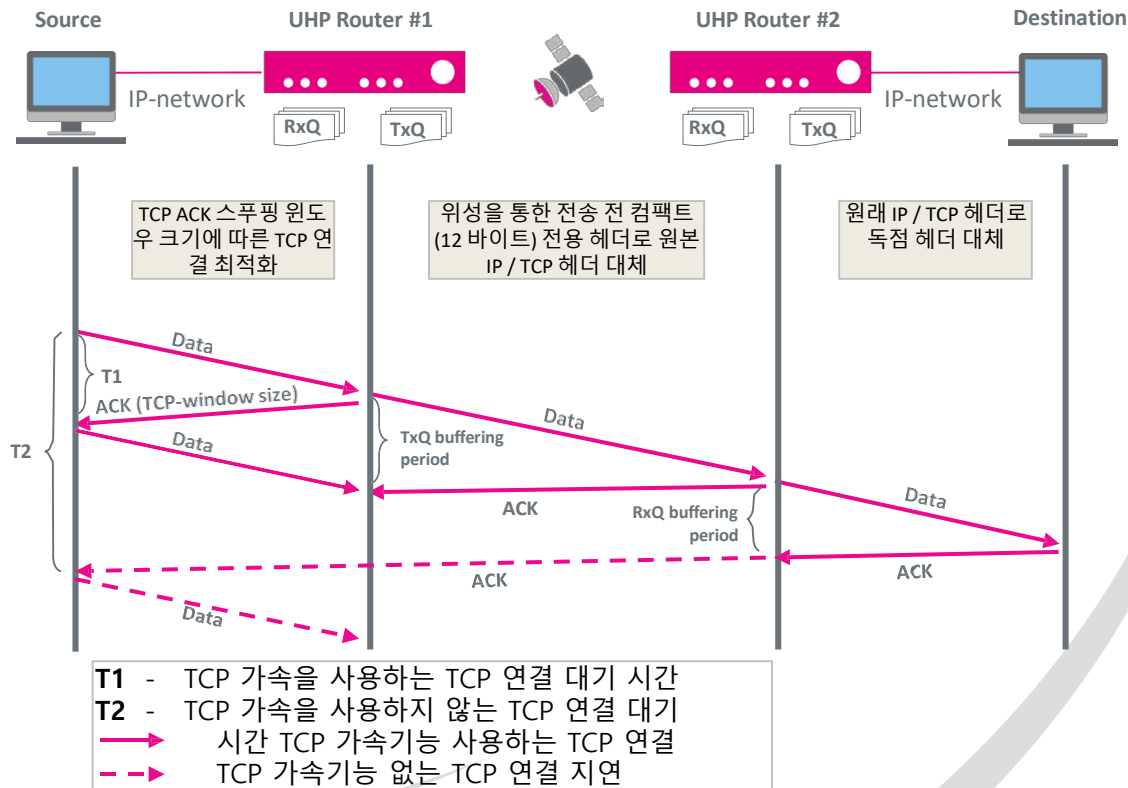 Source
UHP Router #1
UHP Router #2
Destination
IP-network
IP-network
RxQ
TxQ
RxQ
TxQ
TCP ACK 스푸핑 윈도
우 크기에 따른 TCP 연
결 최적화
위성을 통한 전송 전 컴팩트
(12 바이트) 전용 헤더로 원본
IP / TCP 헤더 대체
원래 IP / TCP 헤더로
독점 헤더 대체
Data
T1
ACK (TCP-window size)
Data
T2
TxQ buffering
period
Data
ACK
RxQ buffering
period
Data
ACK
ACK
Data
T1 - TCP 가속을 사용하는 TCP 연결 대기 시간
T2 - TCP 가속을 사용하지 않는 TCP 연결 대기
시간 TCP 가속기능 사용하는 TCP 연결
TCP 가속기능 없는 TCP 연결 지연